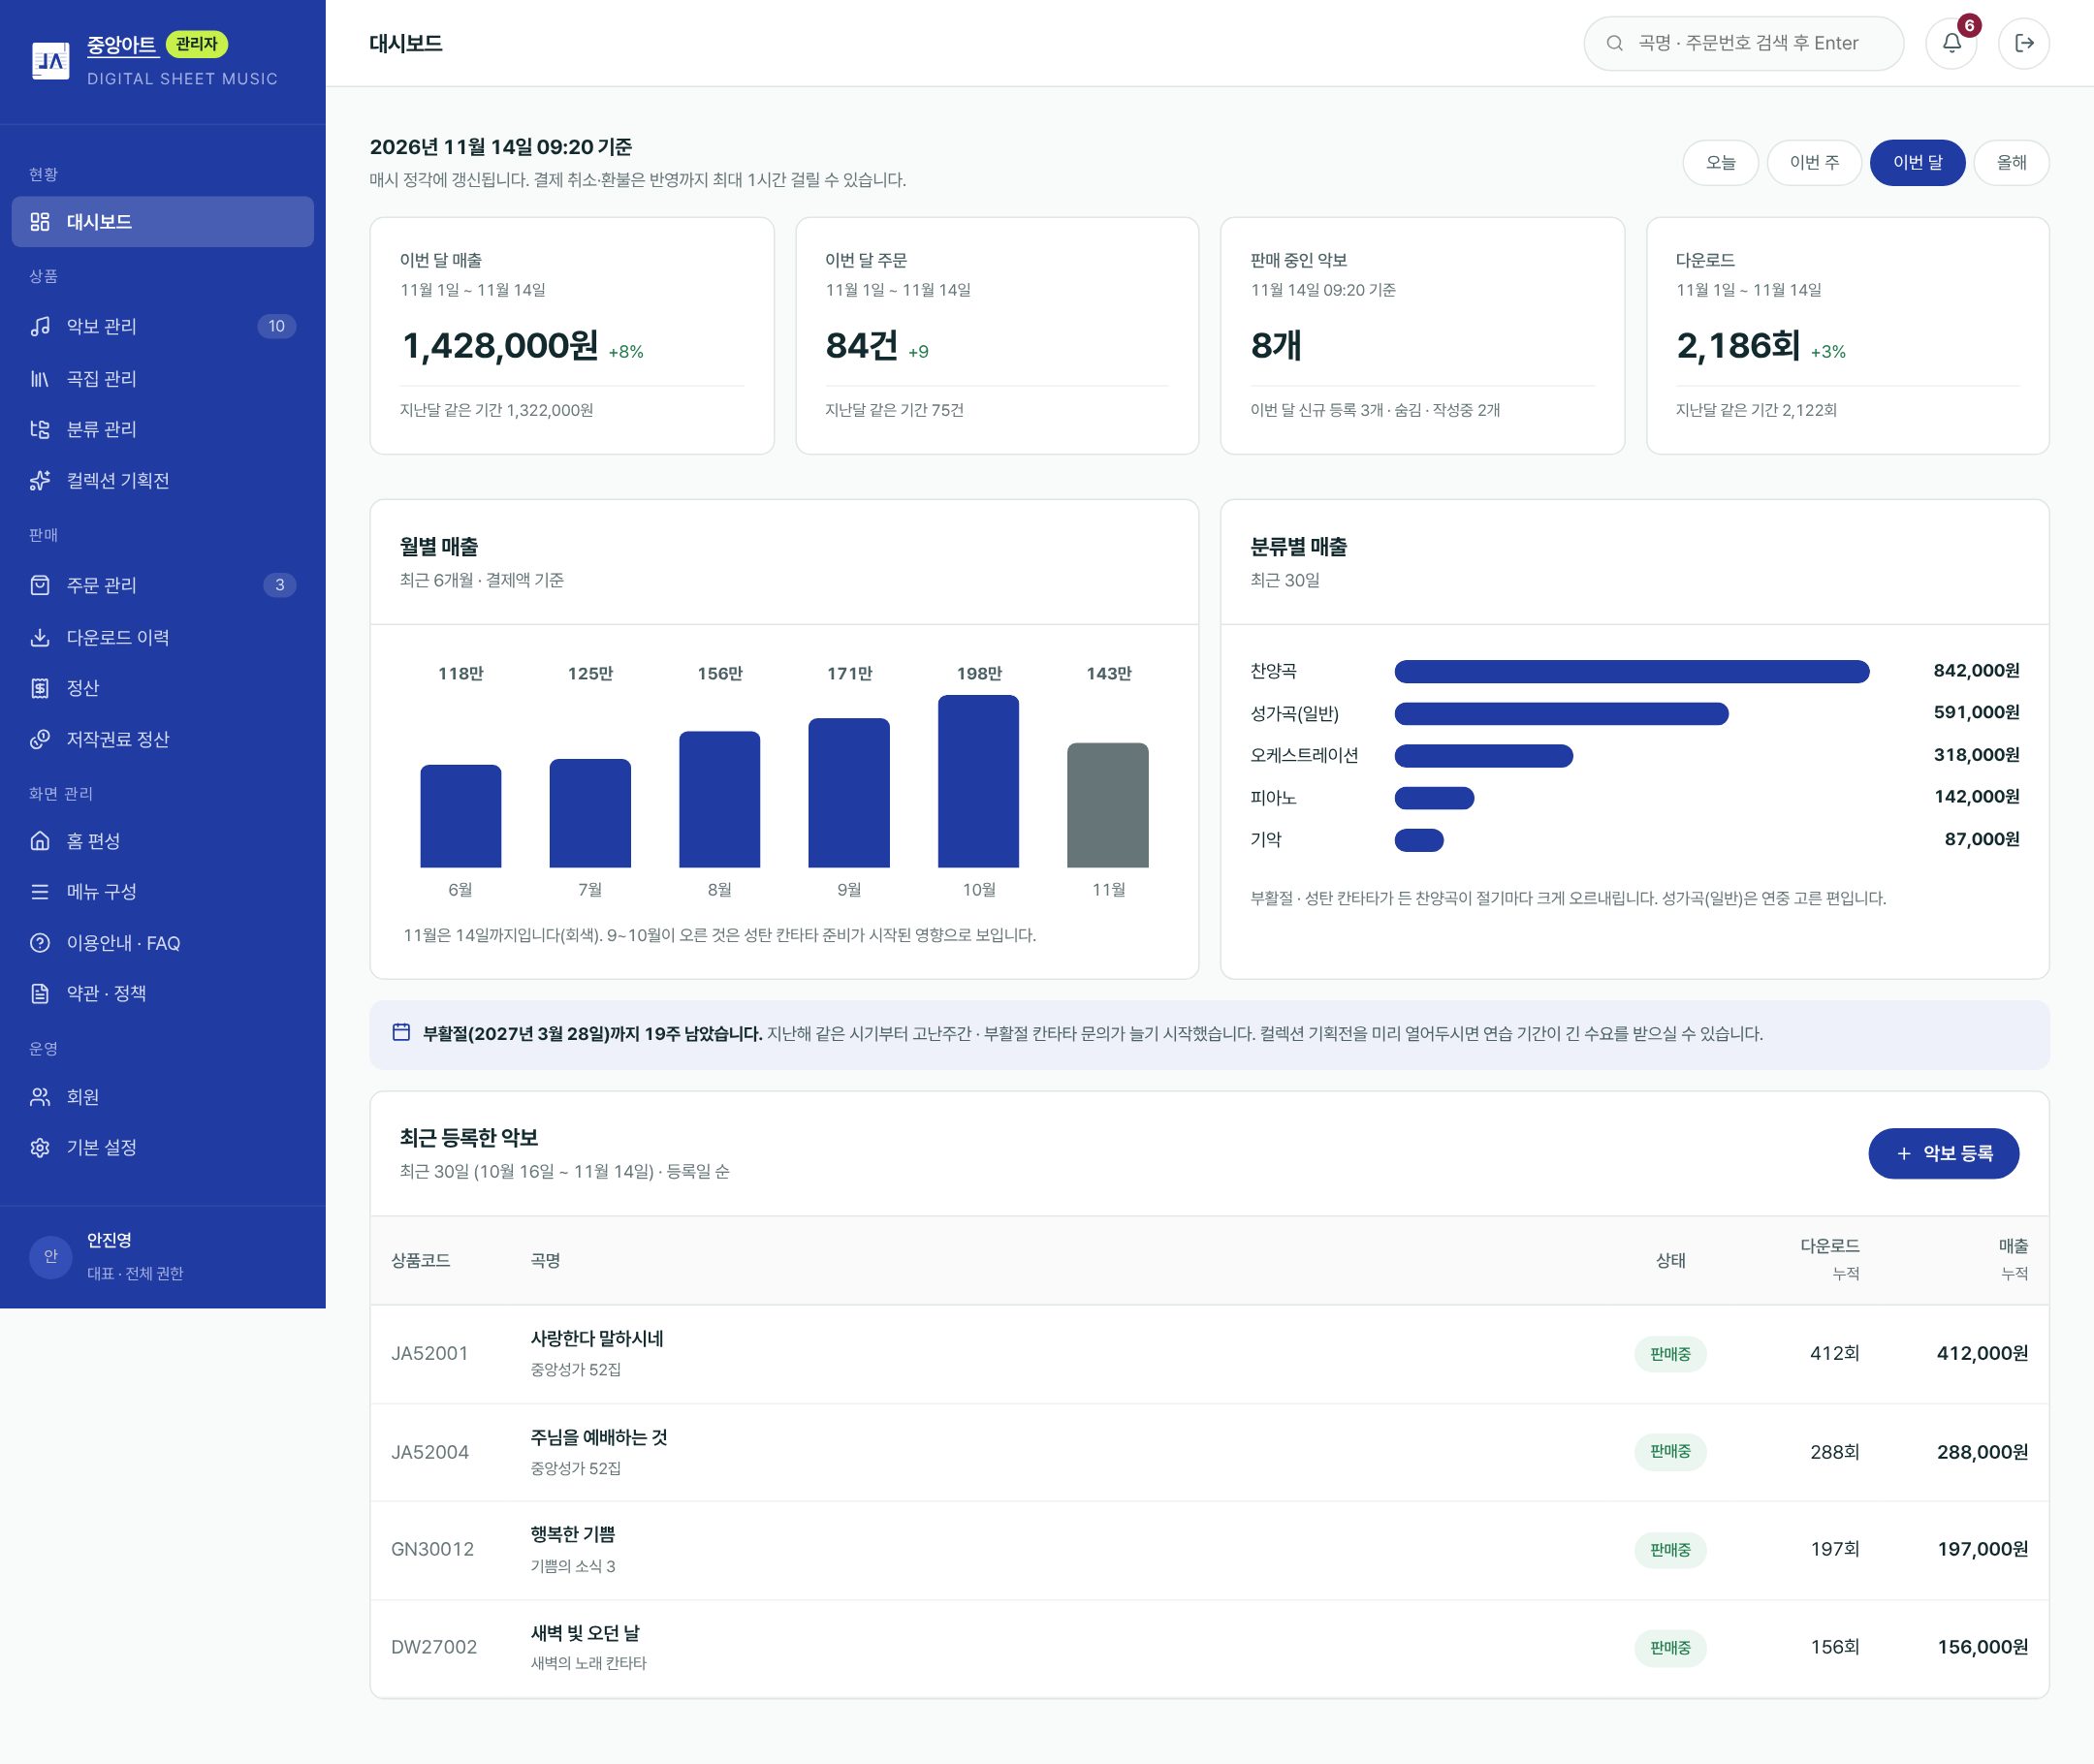 JA
중앙아트 관리자
DIGITAL SHEET MUSIC
현황
대시보드
상품
악보 관리 10
곡집 관리
분류 관리
컬렉션 기획전
판매
주문 관리 3
다운로드 이력
정산
저작권료 정산
화면 관리
홈 편성
메뉴 구성
이용안내 · FAQ
약관 · 정책
운영
회원
기본 설정
안
안진영
대표 · 전체 권한
대시보드
곡명 · 주문번호 검색 후 Enter
6
2026년 11월 14일 09:20 기준
매시 정각에 갱신됩니다. 결제 취소·환불은 반영까지 최대 1시간 걸릴 수 있습니다.
오늘 이번 주 이번 달 올해
이번 달 매출
11월 1일 ~ 11월 14일
1,428,000원 +8%
지난달 같은 기간 1,322,000원
이번 달 주문
11월 1일 ~ 11월 14일
84건 +9
지난달 같은 기간 75건
판매 중인 악보
11월 14일 09:20 기준
8개
이번 달 신규 등록 3개 · 숨김 · 작성중 2개
다운로드
11월 1일 ~ 11월 14일
2,186회 +3%
지난달 같은 기간 2,122회
월별 매출
최근 6개월 · 결제액 기준
118만 125만 156만 171만 198만 143만
6월 7월 8월 9월 10월 11월
11월은 14일까지입니다(회색). 9~10월이 오른 것은 성탄 칸타타 준비가 시작된 영향으로 보입니다.
분류별 매출
최근 30일
찬양곡 842,000원
성가곡(일반) 591,000원
오케스트레이션 318,000원
피아노 142,000원
기악 87,000원
부활절 · 성탄 칸타타가 든 찬양곡이 절기마다 크게 오르내립니다. 성가곡(일반)은 연중 고른 편입니다.
부활절(2027년 3월 28일)까지 19주 남았습니다. 지난해 같은 시기부터 고난주간 · 부활절 칸타타 문의가 늘기 시작했습니다. 컬렉션 기획전을 미리 열어두시면 연습 기간이 긴 수요를 받으실 수 있습니다.
최근 등록한 악보
최근 30일 (10월 16일 ~ 11월 14일) · 등록일 순
+ 악보 등록
상품코드 곡명 상태 다운로드 매출
누적 누적
JA52001 사랑한다 말하시네 판매중 412회 412,000원
중앙성가 52집
JA52004 주님을 예배하는 것 판매중 288회 288,000원
중앙성가 52집
GN30012 행복한 기쁨 판매중 197회 197,000원
기쁨의 소식 3
DW27002 새벽 빛 오던 날 판매중 156회 156,000원
새벽의 노래 칸타타